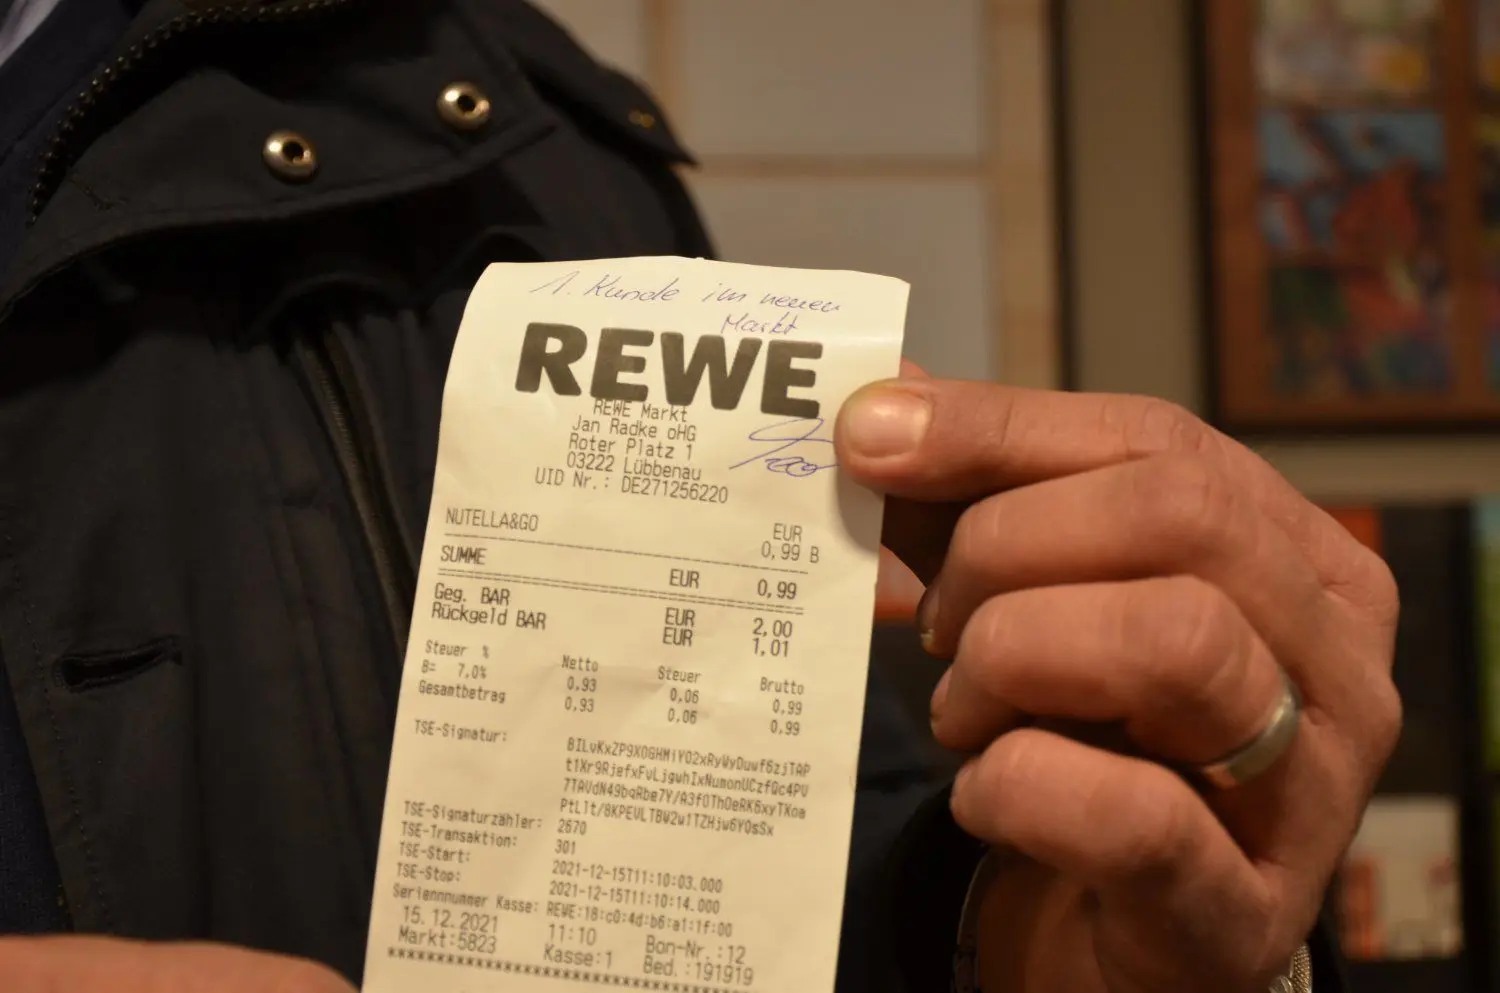 1. Kunde im neuen
Markt
REWE
REWE Markt
Jan Radke oHG
Roter Platz 1
03222 Lübbenau
UID Nr.: DE271256220
EUR
NUTELLA&GO 0,99 B
SUMME EUR 0,99
Geg. BAR EUR 2,00
Rückgeld BAR EUR 1,01
Steuer % Netto Steuer Brutto
B= 7,0% 0,93 0,06 0,99
Gesamtbetrag 0,93 0,06 0,99
TSE-Signatur:
TSE-Signaturzähler: 2670
TSE-Transaktion: 301
TSE-Start: 2021-12-15T11:10:03.000
TSE-Stop: 2021-12-15T11:10:14.000
Seriennnummer Kasse: REWE:18:c0:4d:b6:a1:1f:00
15.12.2021 11:10 Bon-Nr.:12
Markt:5823 Kasse:1 Bed.:191919